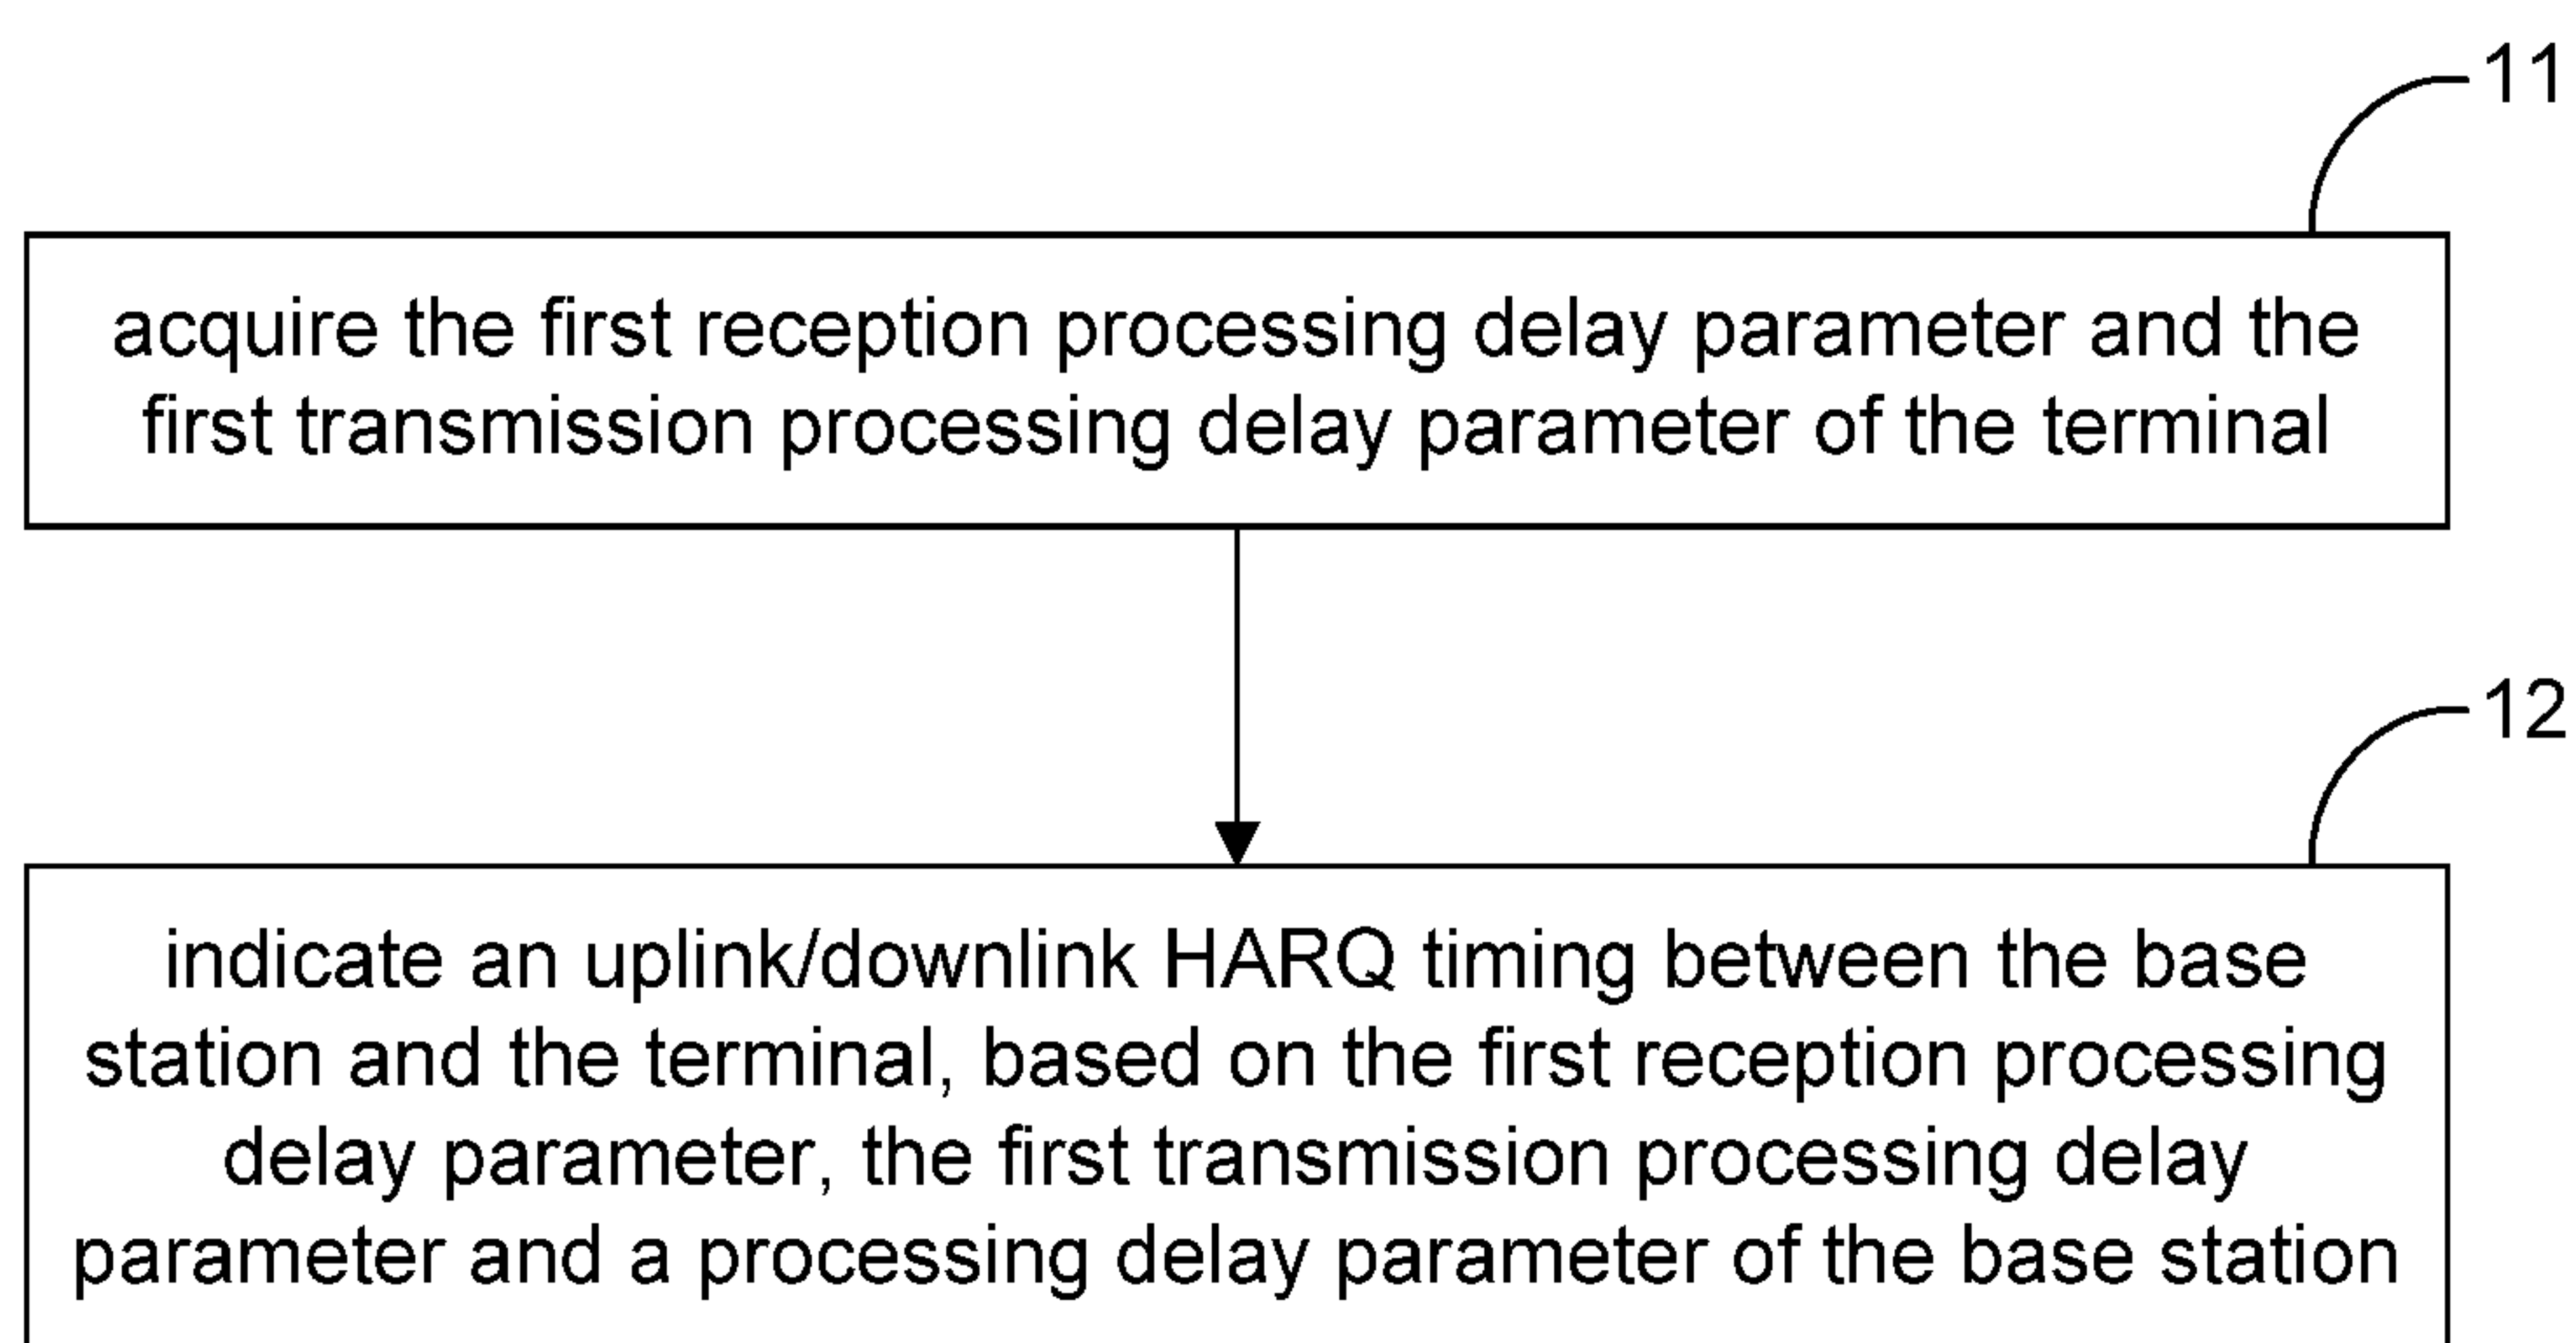 11
acquire the first reception processing delay parameter and the
first transmission processing delay parameter of the terminal
12
indicate an uplink/downlink HARQ timing between the base
station and the terminal, based on the first reception processing
delay parameter, the first transmission processing delay
parameter and a processing delay parameter of the base station